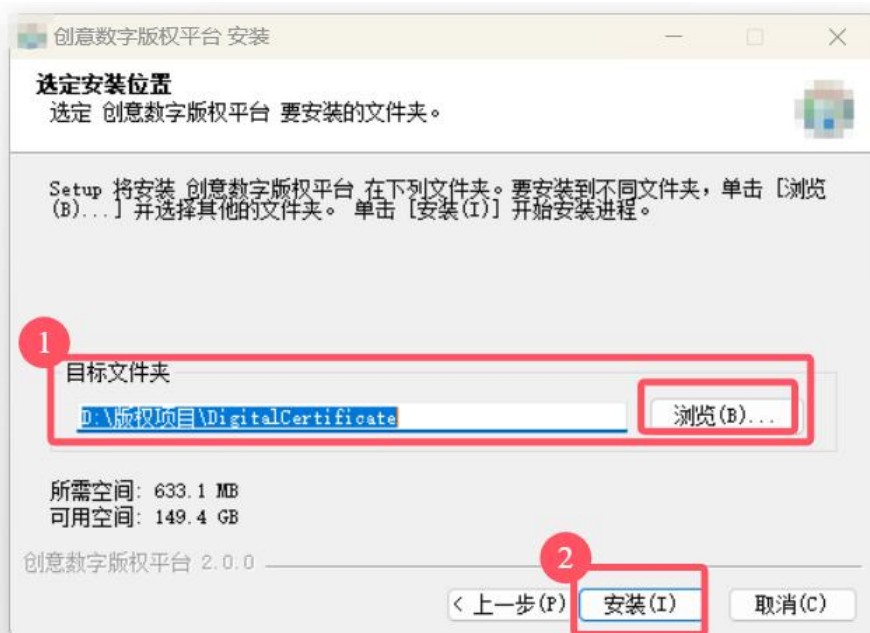 创意数字版权平台 安装
选定安装位置
选定 创意数字版权平台 要安装的文件夹。
Setup 将安装 创意数字版权平台 在下列文件夹。要安装到不同文件夹，单击 [浏览
(B)...] 并选择其他的文件夹。 单击 [安装(I)] 开始安装进程。
1
目标文件夹
D:\版权项目\DigitalCertificate
浏览(B)...
所需空间: 633.1 MB
可用空间: 149.4 GB
创意数字版权平台 2.0.0
2
< 上一步(P)
安装(I)
取消(C)